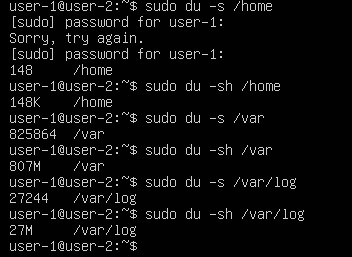 user-1@user-2:~$ sudo du -s /home
[sudo] password for user-1:
Sorry, try again.
[sudo] password for user-1:
148     /home
user-1@user-2:~$ sudo du -sh /home
148K    /home
user-1@user-2:~$ sudo du -s /var
825864  /var
user-1@user-2:~$ sudo du -sh /var
807M    /var
user-1@user-2:~$ sudo du -s /var/log
27244   /var/log
user-1@user-2:~$ sudo du -sh /var/log
27M     /var/log
user-1@user-2:~$